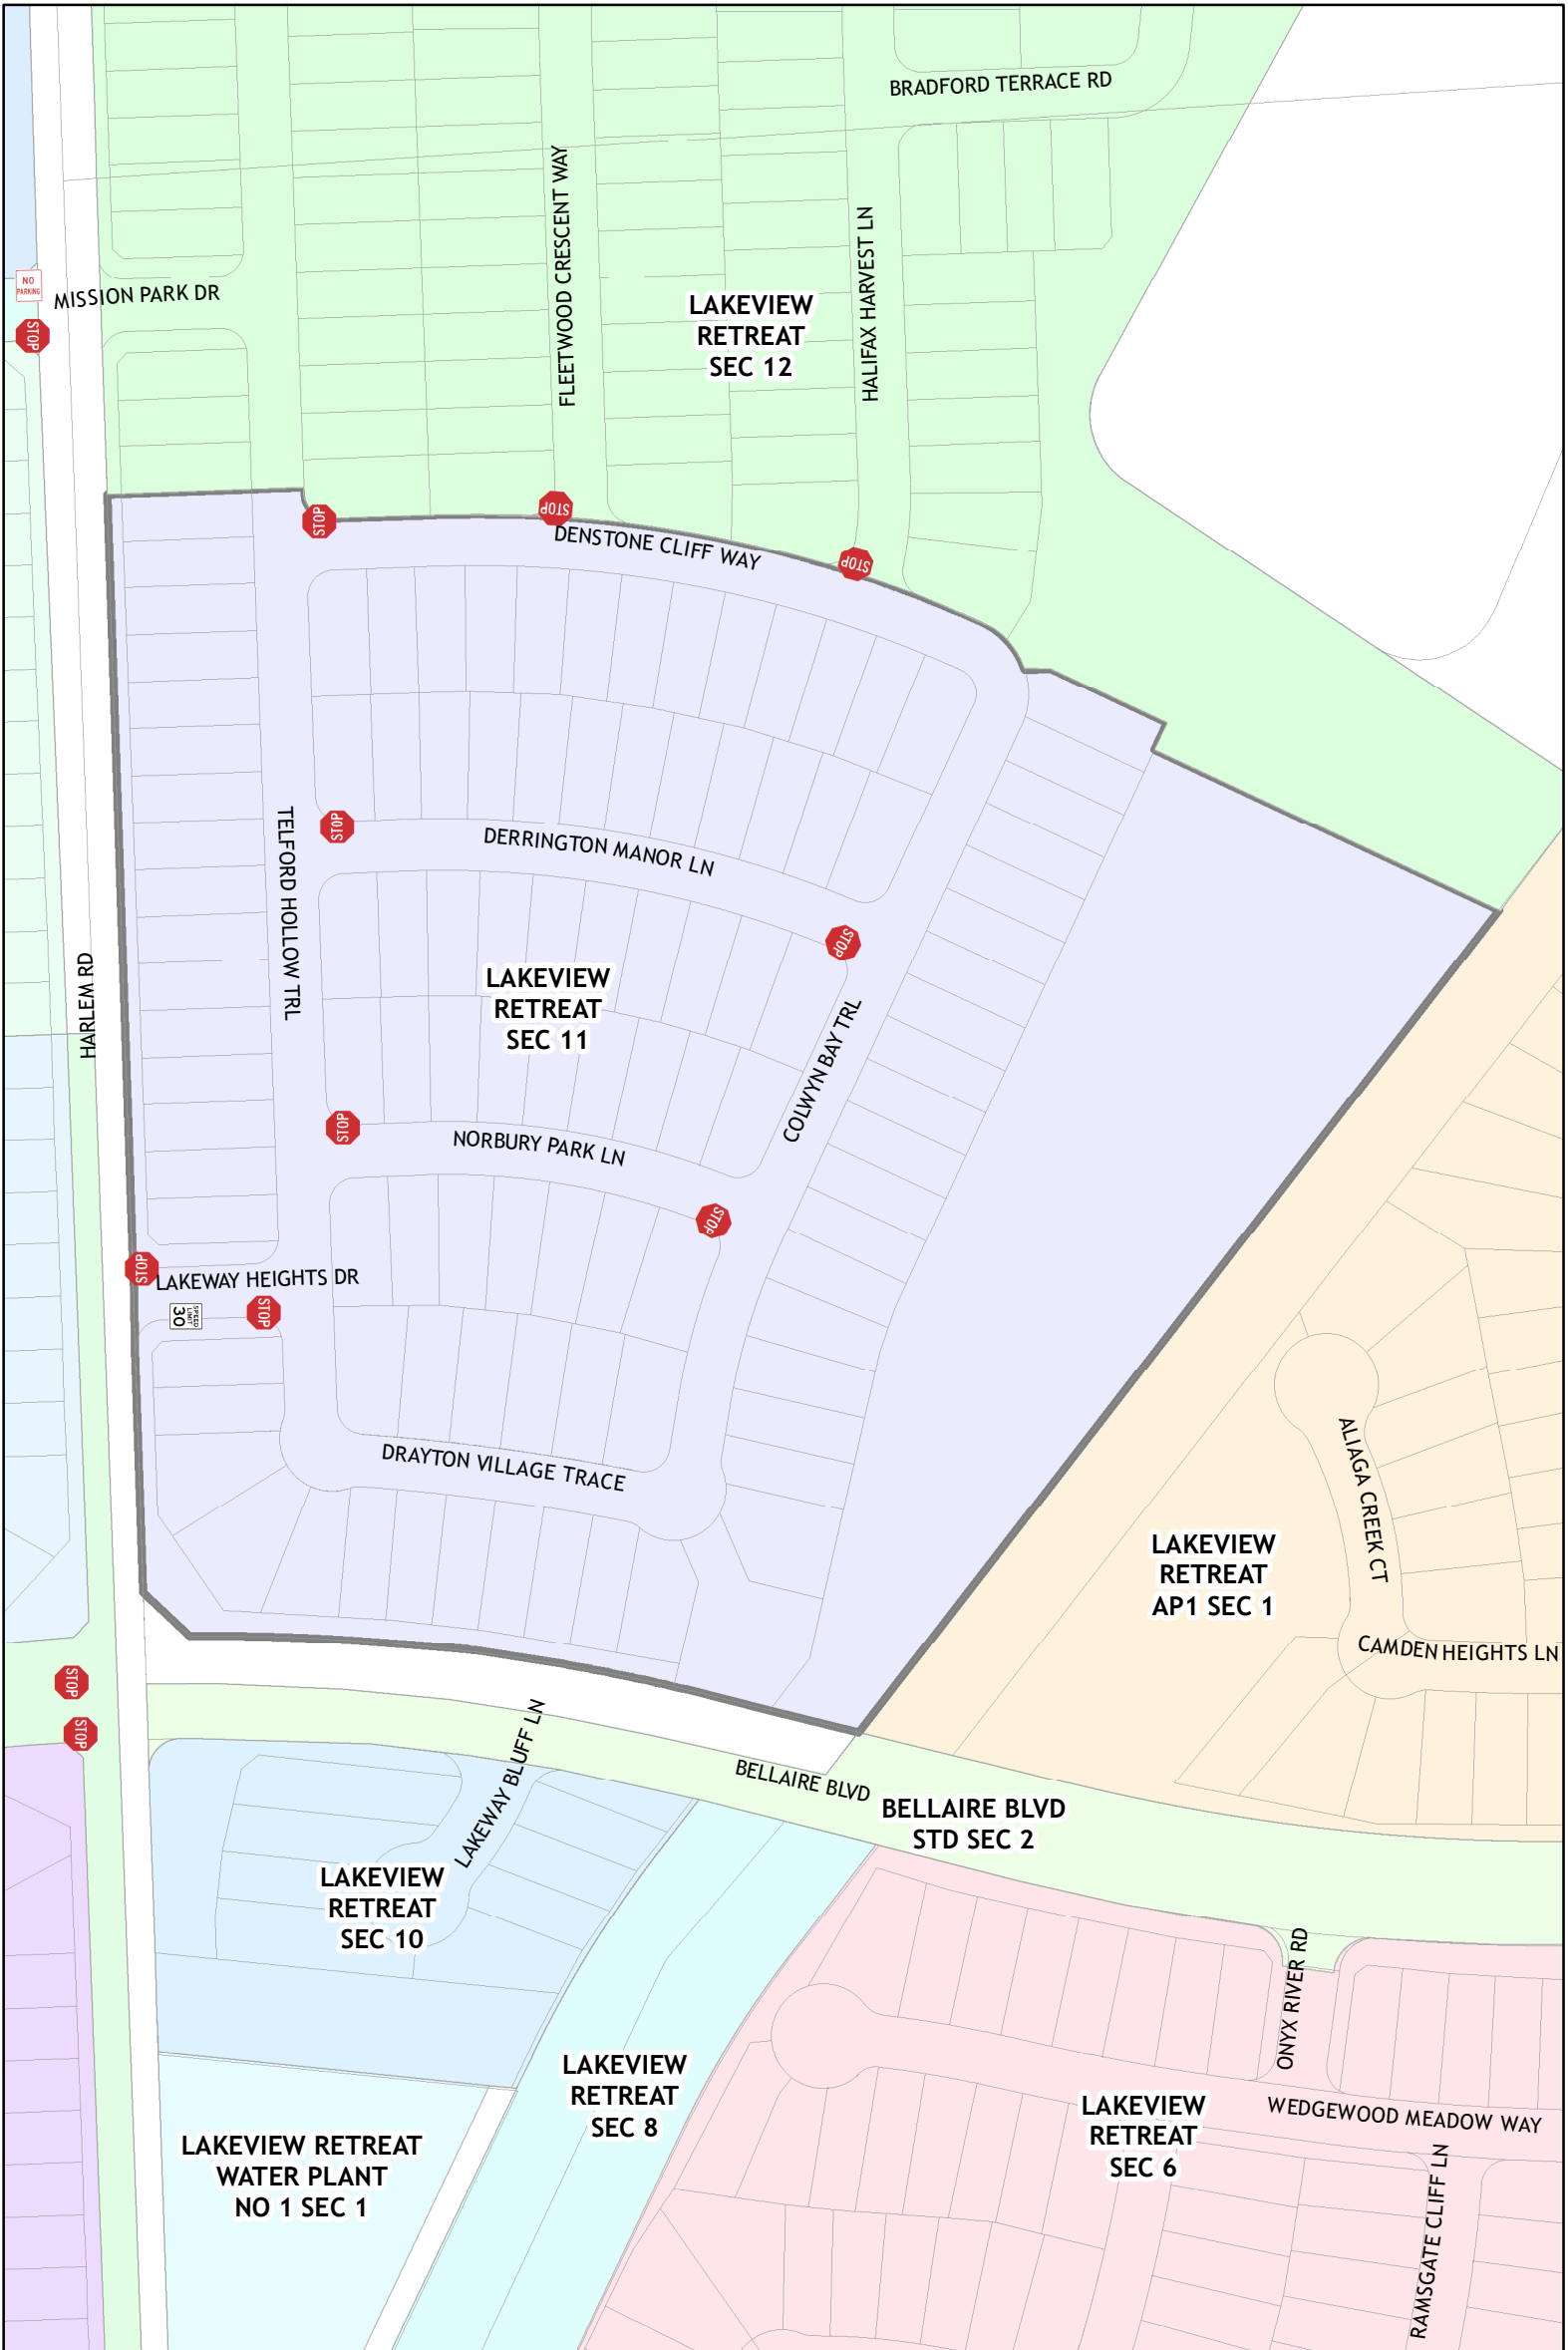 BRADFORD TERRACE RD
FLEETWOOD CRESCENT WAY
HALIFAX HARVEST LN
NO
PARKING
MISSION PARK DR
STOP
LAKEVIEW
RETREAT
SEC 12
STOP
STOP
DENSTONE CLIFF WAY
STOP
TELFORD HOLLOW TRL
STOP
DERRINGTON MANOR LN
STOP
HARLEM RD
LAKEVIEW
RETREAT
SEC 11
COLWYN BAY TRL
STOP
NORBURY PARK LN
STOP
STOP
LAKEWAY HEIGHTS DR
SPEED
LIMIT
30
STOP
ALIAGA CREEK CT
DRAYTON VILLAGE TRACE
LAKEVIEW
RETREAT
AP1 SEC 1
CAMDEN HEIGHTS LN
STOP
STOP
LAKEWAY BLUFF LN
BELLAIRE BLVD
BELLAIRE BLVD
STD SEC 2
LAKEVIEW
RETREAT
SEC 10
ONYX RIVER RD
LAKEVIEW
RETREAT
SEC 8
LAKEVIEW
RETREAT
SEC 6
WEDGEWOOD MEADOW WAY
LAKEVIEW RETREAT
WATER PLANT
NO 1 SEC 1
RAMSGATE CLIFF LN